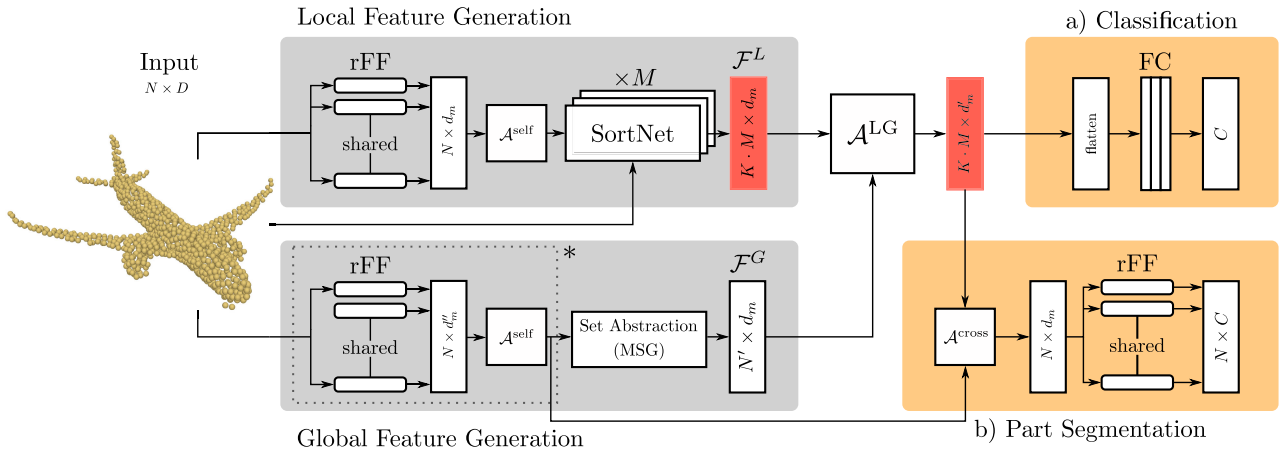 Local Feature Generation
a) Classification
Input
N × D
rFF
shared
N × d_m
𝒜^self
×M
SortNet
ℱ^L
K · M × d_m
𝒜^LG
K · M × d′_m
flatten
FC
C
*
rFF
shared
N × d″_m
𝒜^self
Set Abstraction
(MSG)
ℱ^G
N′ × d_m
𝒜^cross
N × d_m
rFF
shared
N × C
Global Feature Generation
b) Part Segmentation